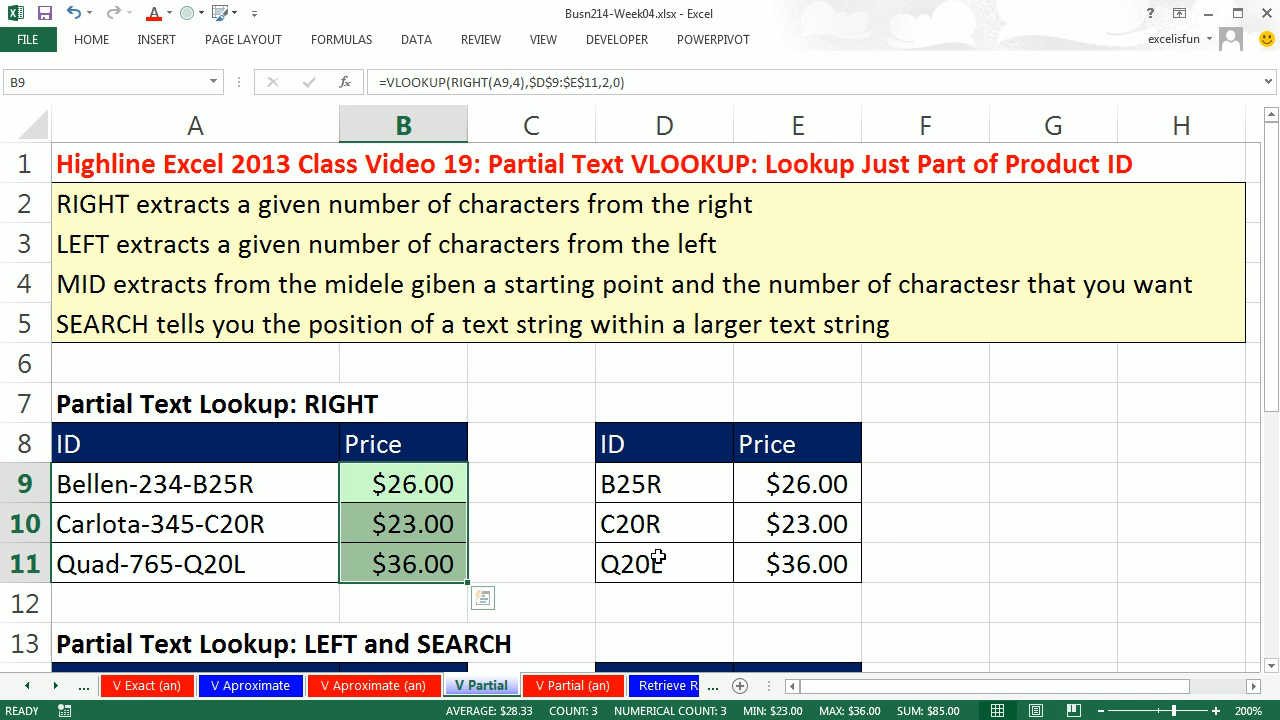 Busn214-Week04.xlsx - Excel
FILE HOME INSERT PAGE LAYOUT FORMULAS DATA REVIEW VIEW DEVELOPER POWERPIVOT excelisfun
B9 fx =VLOOKUP(RIGHT(A9,4),$D$9:$E$11,2,0)
A B C D E F G H
1 Highline Excel 2013 Class Video 19: Partial Text VLOOKUP: Lookup Just Part of Product ID
2 RIGHT extracts a given number of characters from the right
3 LEFT extracts a given number of characters from the left
4 MID extracts from the midele giben a starting point and the number of charactesr that you want
5 SEARCH tells you the position of a text string within a larger text string
6
7 Partial Text Lookup: RIGHT
8 ID Price ID Price
9 Bellen-234-B25R $26.00 B25R $26.00
10 Carlota-345-C20R $23.00 C20R $23.00
11 Quad-765-Q20L $36.00 Q20L $36.00
12
13 Partial Text Lookup: LEFT and SEARCH
... V Exact (an) V Aproximate V Aproximate (an) V Partial V Partial (an) Retrieve R ...
READY AVERAGE: $28.33 COUNT: 3 NUMERICAL COUNT: 3 MIN: $23.00 MAX: $36.00 SUM: $85.00 200%